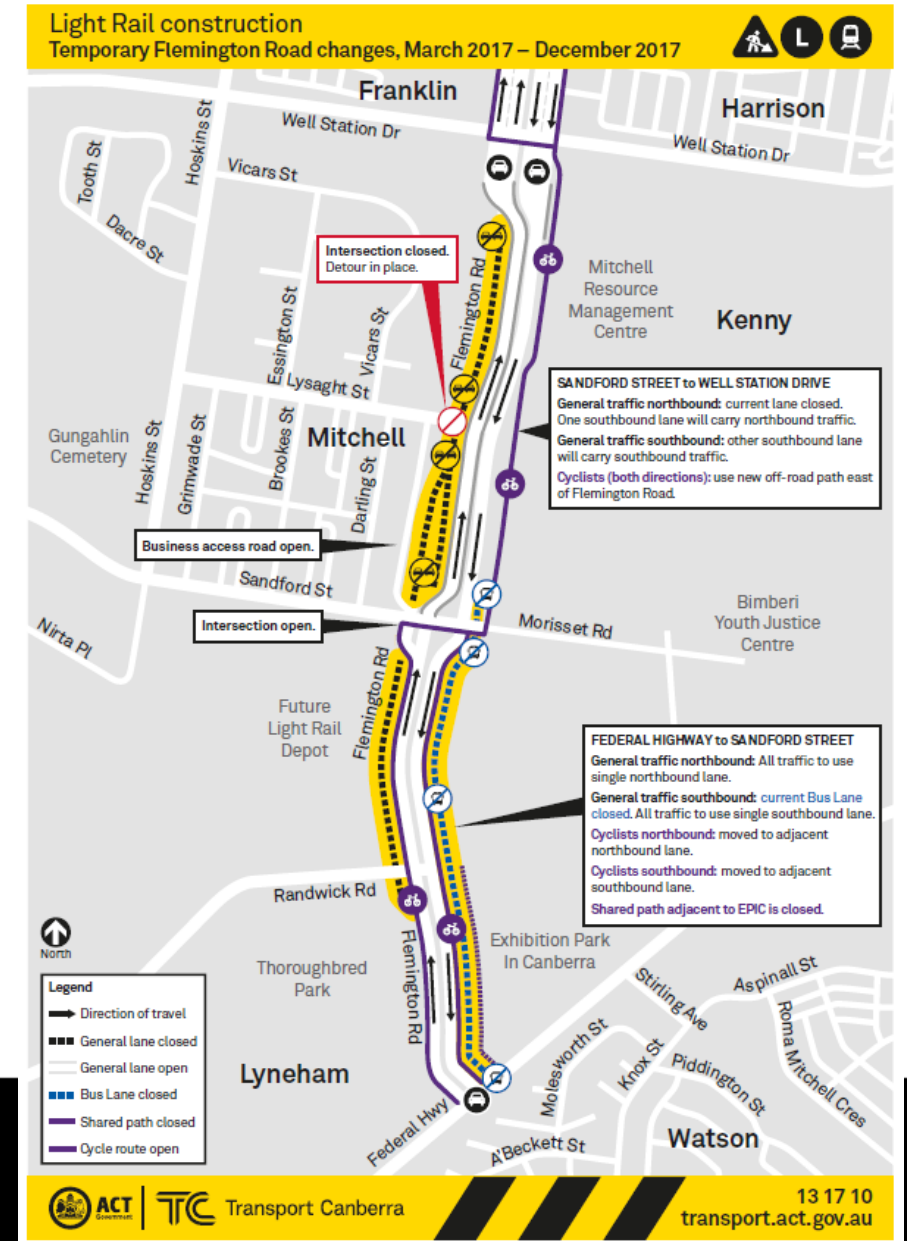 Light Rail construction
Temporary Flemington Road changes, March 2017 – December 2017
L
Franklin
Harrison
Well Station Dr
Well Station Dr
Hoskins St
Tooth St
Vicars St
Dacre St
Intersection closed.
Detour in place.
Flemington Rd
Mitchell
Resource
Management
Centre
Kenny
Essington St
Vicars St
Lysaght St
SANDFORD STREET to WELL STATION DRIVE
General traffic northbound: current lane closed.
One southbound lane will carry northbound traffic.
General traffic southbound: other southbound lane
will carry southbound traffic.
Cyclists (both directions): use new off-road path east
of Flemington Road.
Gungahlin
Cemetery
Mitchell
Hoskins St
Grimwade St
Brookes St
Darling St
Business access road open.
Sandford St
Intersection open.
Morisset Rd
Bimberi
Youth Justice
Centre
Nirta Pl
Flemington Rd
Future
Light Rail
Depot
FEDERAL HIGHWAY to SANDFORD STREET
General traffic northbound: All traffic to use
single northbound lane.
General traffic southbound: current Bus Lane
closed. All traffic to use single southbound lane.
Cyclists northbound: moved to adjacent
northbound lane.
Cyclists southbound: moved to adjacent
southbound lane.
Shared path adjacent to EPIC is closed.
Randwick Rd
North
Thoroughbred
Park
Flemington Rd
Exhibition Park
In Canberra
Stirling Ave
Aspinall St
Roma Mitchell Cres
Molesworth St
Knox St
Piddington St
Legend
Direction of travel
General lane closed
General lane open
Bus Lane closed
Shared path closed
Cycle route open
Lyneham
Federal Hwy
A'Beckett St
Watson
ACT
Government
TC
Transport Canberra
13 17 10
transport.act.gov.au